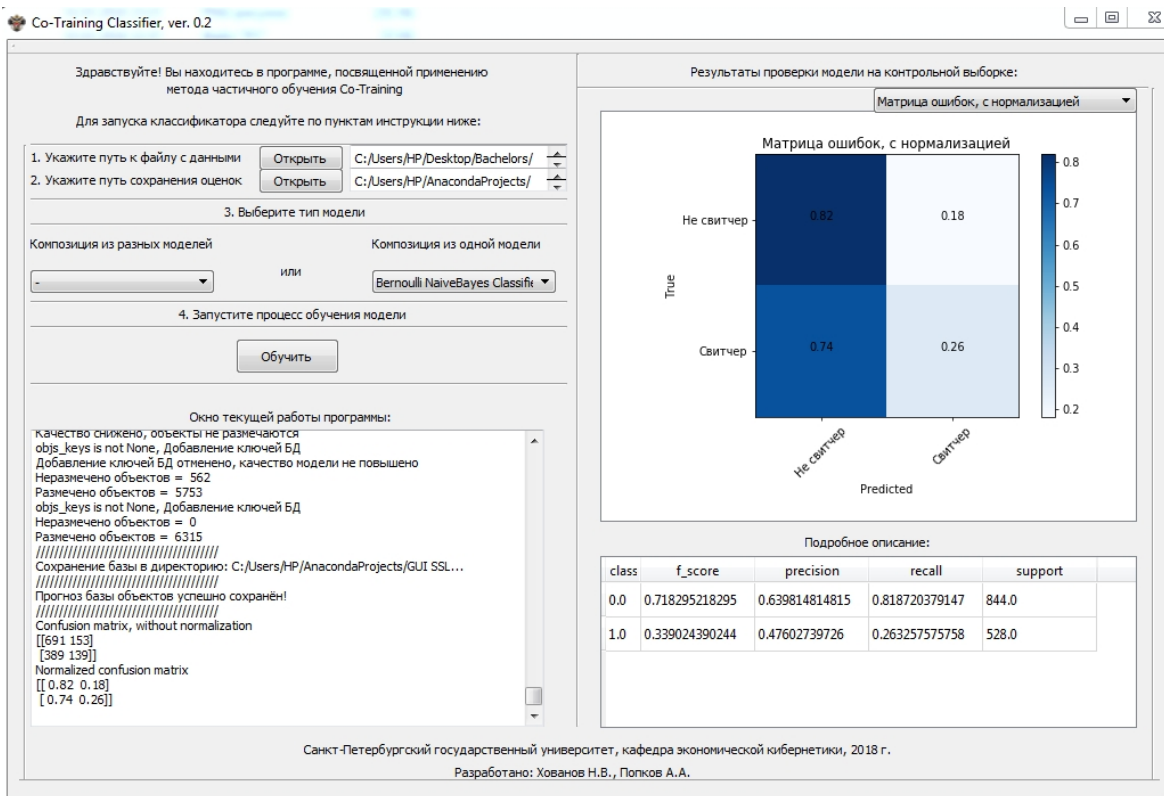 Co-Training Classifier, ver. 0.2
Здравствуйте! Вы находитесь в программе, посвященной применению
метода частичного обучения Co-Training
Для запуска классификатора следуйте по пунктам инструкции ниже:
1. Укажите путь к файлу с данными Открыть C:/Users/HP/Desktop/Bachelors/
2. Укажите путь сохранения оценок Открыть C:/Users/HP/AnacondaProjects/
3. Выберите тип модели
Композиция из разных моделей Композиция из одной модели
- или Bernoulli NaiveBayes Classifie
4. Запустите процесс обучения модели
Обучить
Окно текущей работы программы:
Качество снижено, объекты не размечаются
objs_keys is not None, Добавление ключей БД
Добавление ключей БД отменено, качество модели не повышено
Неразмечено объектов = 562
Размечено объектов = 5753
objs_keys is not None, Добавление ключей БД
Неразмечено объектов = 0
Размечено объектов = 6315
////////////////////////////////////////
Сохранение базы в директорию: C:/Users/HP/AnacondaProjects/GUI SSL...
////////////////////////////////////////
Прогноз базы объектов успешно сохранён!
////////////////////////////////////////
Confusion matrix, without normalization
[[691 153]
[389 139]]
Normalized confusion matrix
[[ 0.82 0.18]
[ 0.74 0.26]]
Результаты проверки модели на контрольной выборке:
Матрица ошибок, с нормализацией
Матрица ошибок, с нормализацией
True
Не свитчер 0.82 0.18
Свитчер 0.74 0.26
Не свитчер Свитчер
Predicted
0.8
0.7
0.6
0.5
0.4
0.3
0.2
Подробное описание:
class f_score precision recall support
0.0 0.718295218295 0.639814814815 0.818720379147 844.0
1.0 0.339024390244 0.47602739726 0.263257575758 528.0
Санкт-Петербургский государственный университет, кафедра экономической кибернетики, 2018 г.
Разработано: Хованов Н.В., Попков А.А.